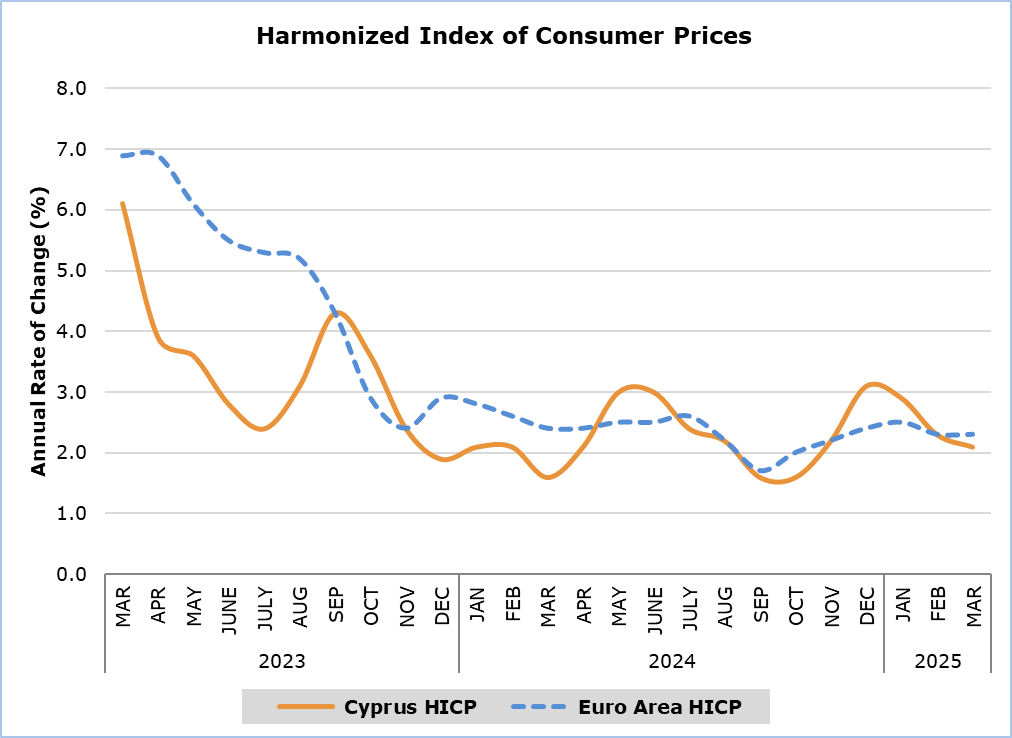 Harmonized Index of Consumer Prices
Annual Rate of Change (%)
8.0
7.0
6.0
5.0
4.0
3.0
2.0
1.0
0.0
MAR APR MAY JUNE JULY AUG SEP OCT NOV DEC JAN FEB MAR APR MAY JUNE JULY AUG SEP OCT NOV DEC JAN FEB MAR
2023 2024 2025
Cyprus HICP Euro Area HICP